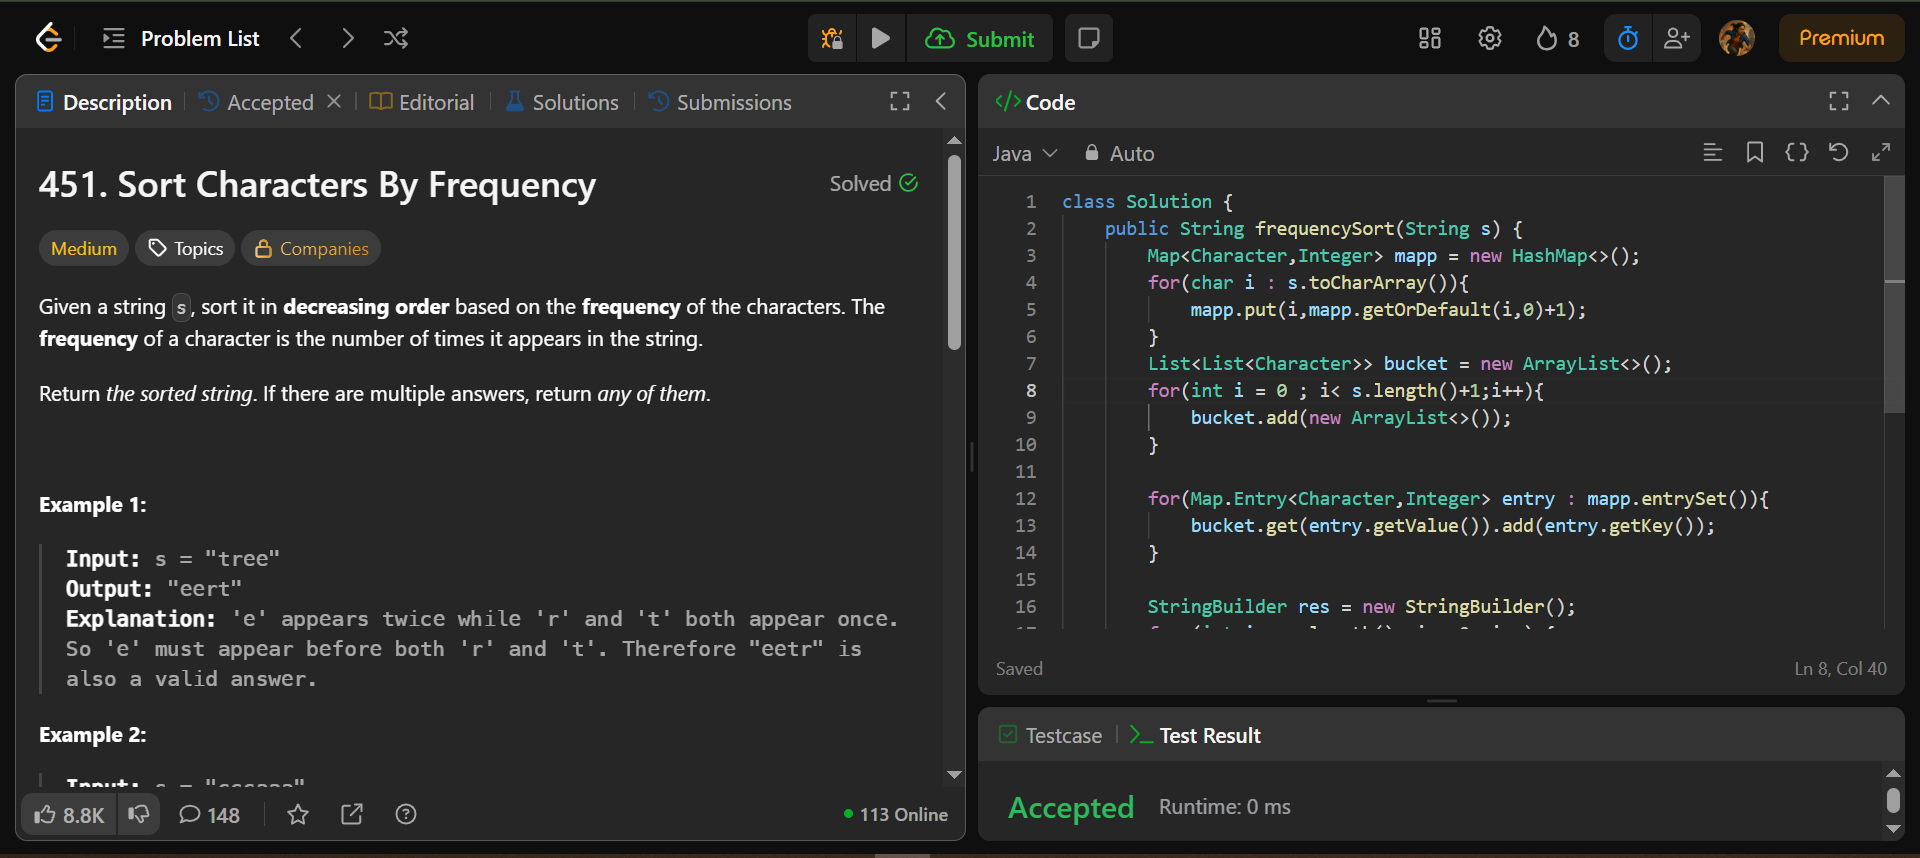 Problem List
Submit
8
Premium
Description
Accepted
Editorial
Solutions
Submissions
451. Sort Characters By Frequency
Solved
Medium
Topics
Companies
Given a string s, sort it in decreasing order based on the frequency of the characters. The
frequency of a character is the number of times it appears in the string.
Return the sorted string. If there are multiple answers, return any of them.
Example 1:
Input: s = "tree"
Output: "eert"
Explanation: 'e' appears twice while 'r' and 't' both appear once.
So 'e' must appear before both 'r' and 't'. Therefore "eetr" is
also a valid answer.
Example 2:
Input: s = "cccaaa"
8.8K
148
113 Online
</> Code
Java
Auto
1 class Solution {
2 public String frequencySort(String s) {
3 Map<Character,Integer> mapp = new HashMap<>();
4 for(char i : s.toCharArray()){
5 mapp.put(i,mapp.getOrDefault(i,0)+1);
6 }
7 List<List<Character>> bucket = new ArrayList<>();
8 for(int i = 0 ; i< s.length()+1;i++){
9 bucket.add(new ArrayList<>());
10 }
11
12 for(Map.Entry<Character,Integer> entry : mapp.entrySet()){
13 bucket.get(entry.getValue()).add(entry.getKey());
14 }
15
16 StringBuilder res = new StringBuilder();
Saved
Ln 8, Col 40
Testcase
Test Result
Accepted
Runtime: 0 ms